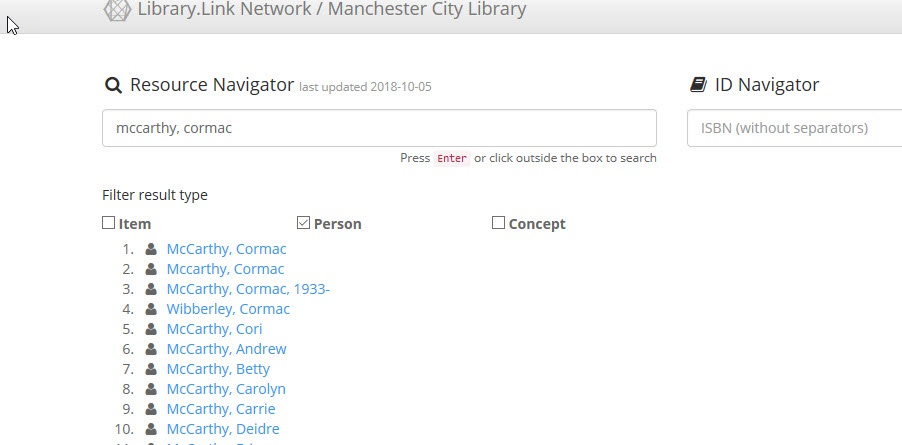 Library.Link Network / Manchester City Library
Resource Navigator last updated 2018-10-05
ID Navigator
mccarthy, cormac
ISBN (without separators)
Press Enter or click outside the box to search
Filter result type
Item Person Concept
1. McCarthy, Cormac
2. Mccarthy, Cormac
3. McCarthy, Cormac, 1933-
4. Wibberley, Cormac
5. McCarthy, Cori
6. McCarthy, Andrew
7. McCarthy, Betty
8. McCarthy, Carolyn
9. McCarthy, Carrie
10. McCarthy, Deidre